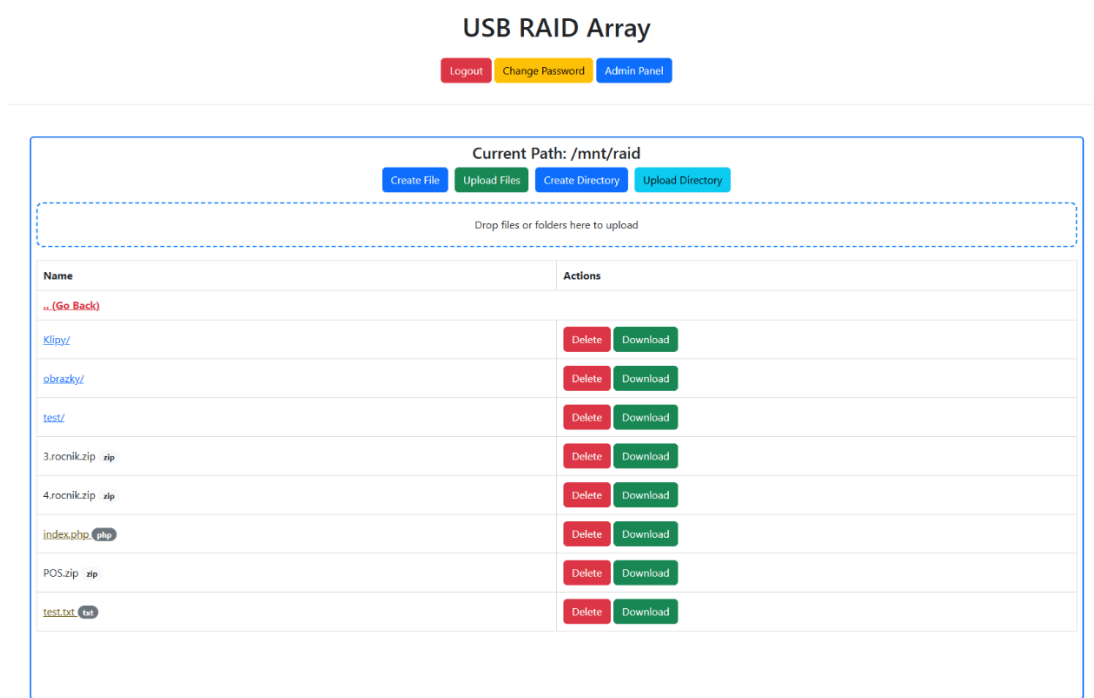 USB RAID Array
Logout Change Password Admin Panel
Current Path: /mnt/raid
Create File Upload Files Create Directory Upload Directory
Drop files or folders here to upload
Name Actions
.. (Go Back)
Klipy/ Delete Download
obrazky/ Delete Download
test/ Delete Download
3.rocnik.zip zip Delete Download
4.rocnik.zip zip Delete Download
index.php php Delete Download
POS.zip zip Delete Download
test.txt txt Delete Download